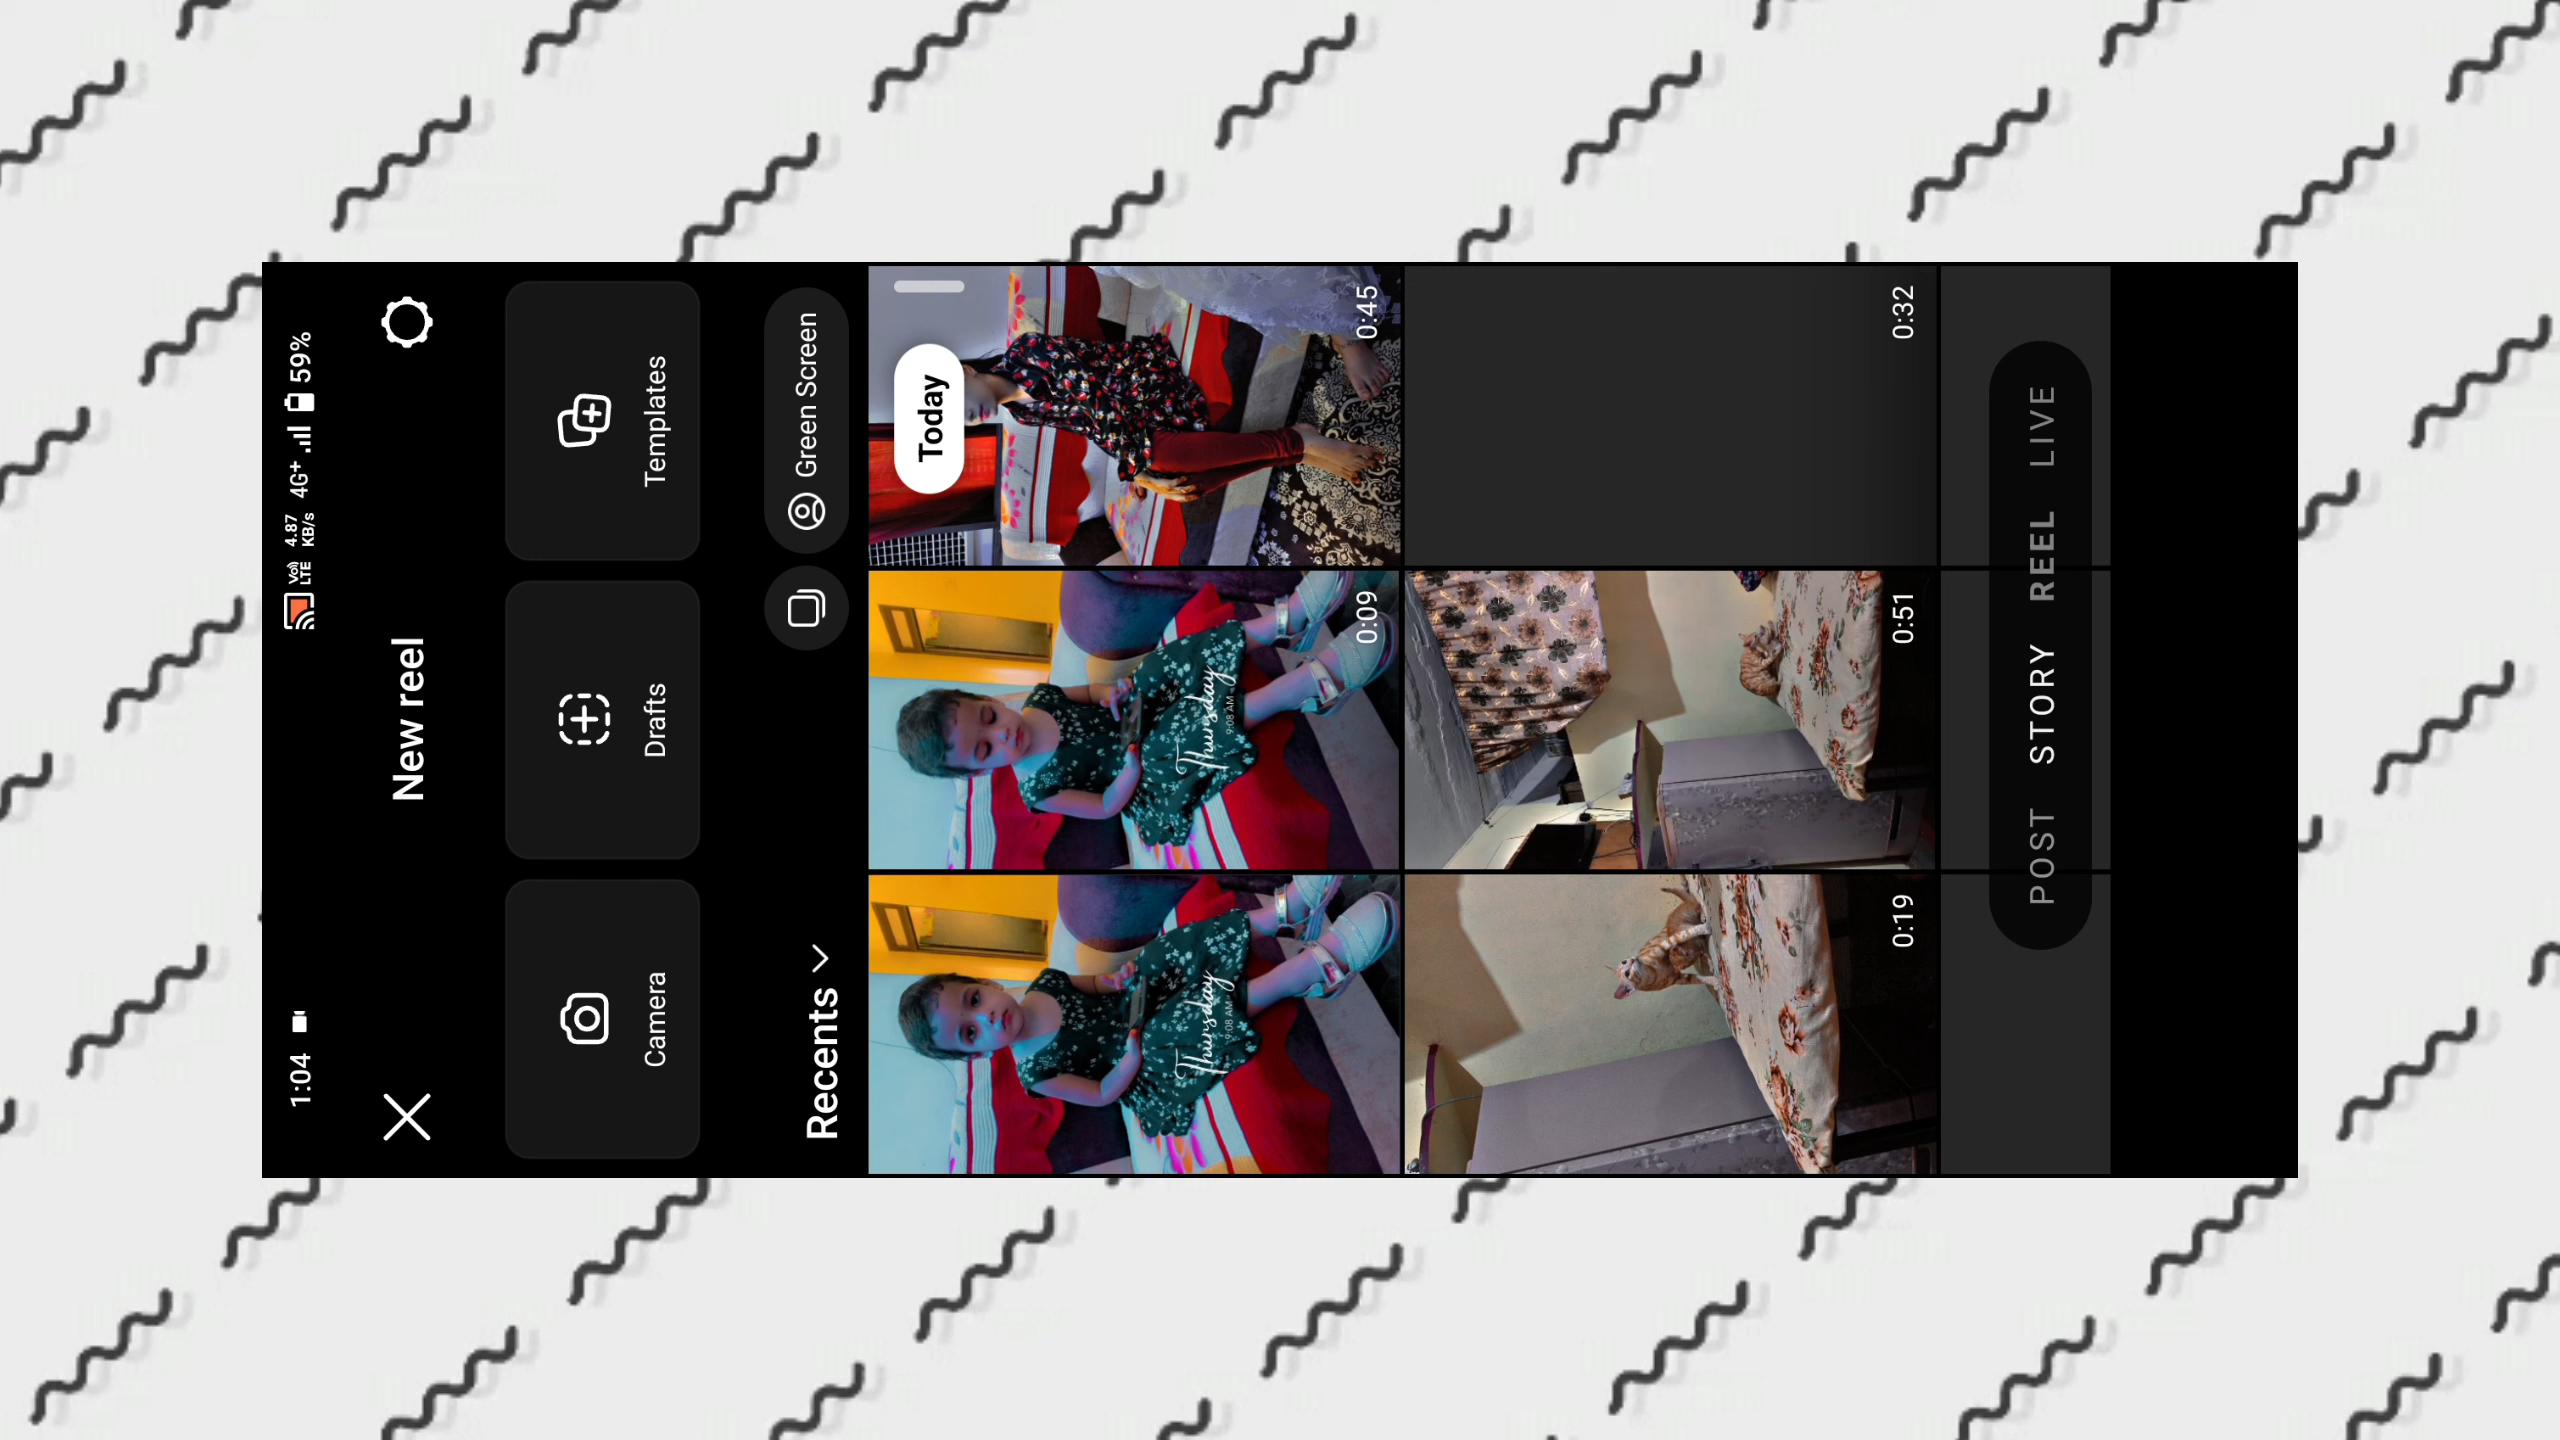 1:04
Vo)) LTE 4.87 KB/s 4G+ 59%
New reel
Camera
Drafts
Templates
Recents
Green Screen
Today
Thursday
9:08 AM
Thursday
9:08 AM
0:09
0:45
0:19
0:51
0:32
POST STORY REEL LIVE